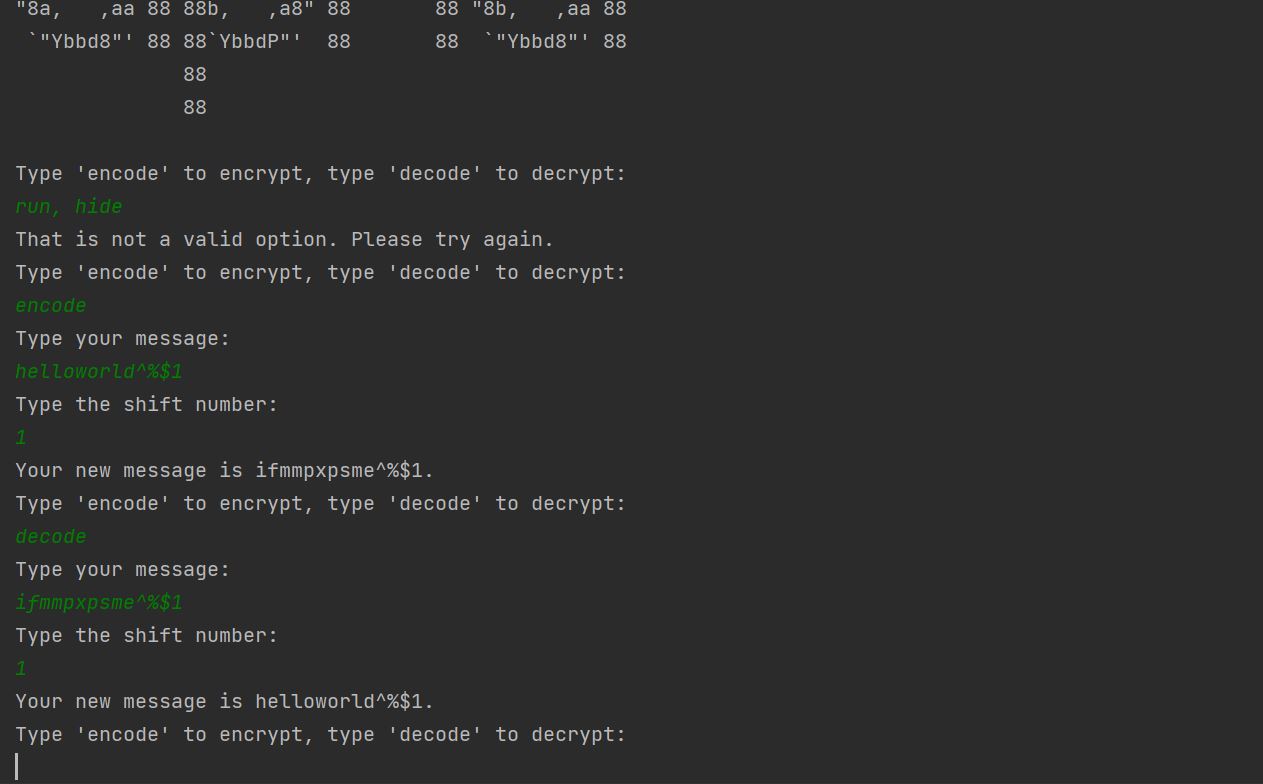 "8a,   ,aa 88 88b,   ,a8" 88       88 "8b,   ,aa 88
 `"Ybbd8"' 88 88`YbbdP"'  88       88  `"Ybbd8"' 88
              88
              88
Type 'encode' to encrypt, type 'decode' to decrypt:
run, hide
That is not a valid option. Please try again.
Type 'encode' to encrypt, type 'decode' to decrypt:
encode
Type your message:
helloworld^%$1
Type the shift number:
1
Your new message is ifmmpxpsme^%$1.
Type 'encode' to encrypt, type 'decode' to decrypt:
decode
Type your message:
ifmmpxpsme^%$1
Type the shift number:
1
Your new message is helloworld^%$1.
Type 'encode' to encrypt, type 'decode' to decrypt: